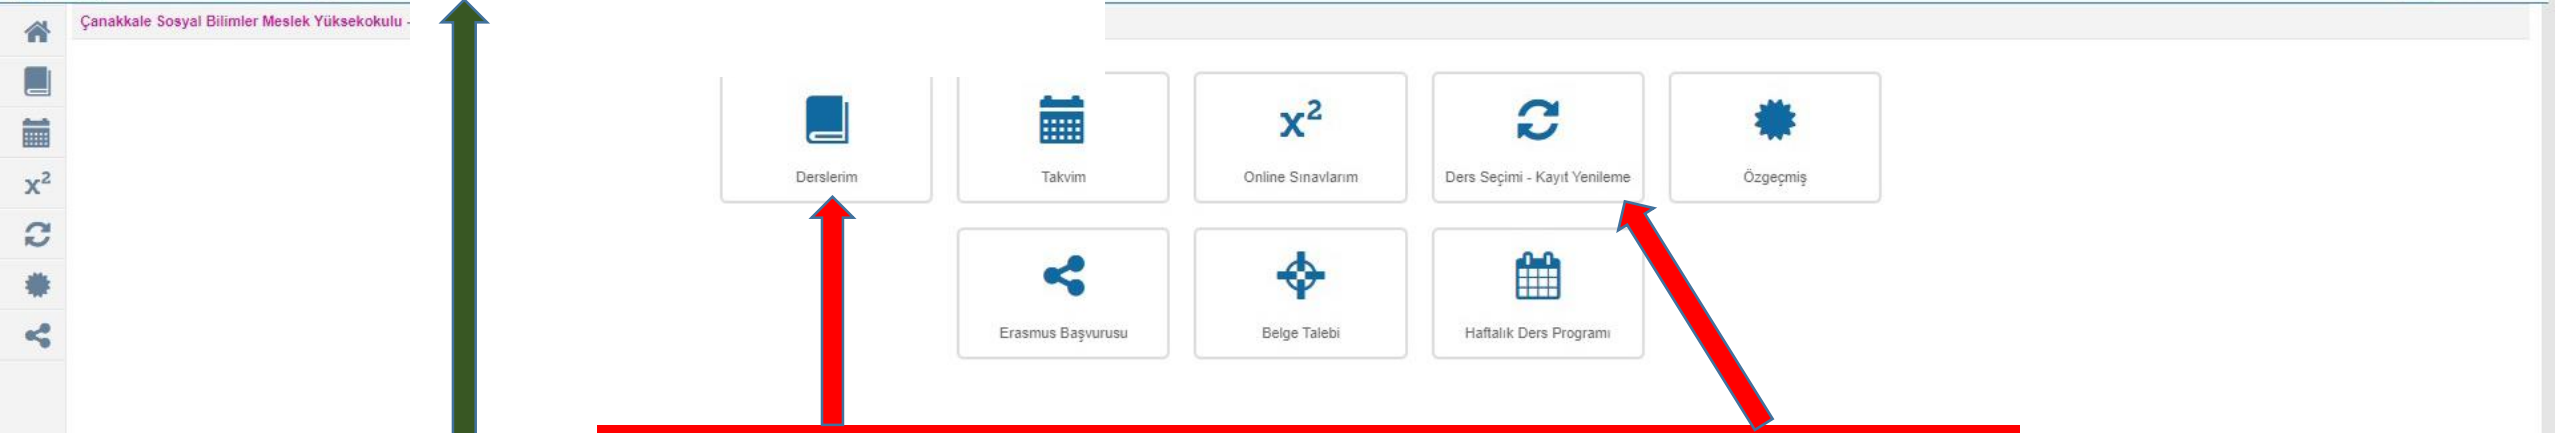 Çanakkale Sosyal Bilimler Meslek Yüksekokulu -
x²
x²
Derslerim
Takvim
Online Sınavlarım
Ders Seçimi - Kayıt Yenileme
Özgeçmiş
Erasmus Başvurusu
Belge Talebi
Haftalık Ders Programı